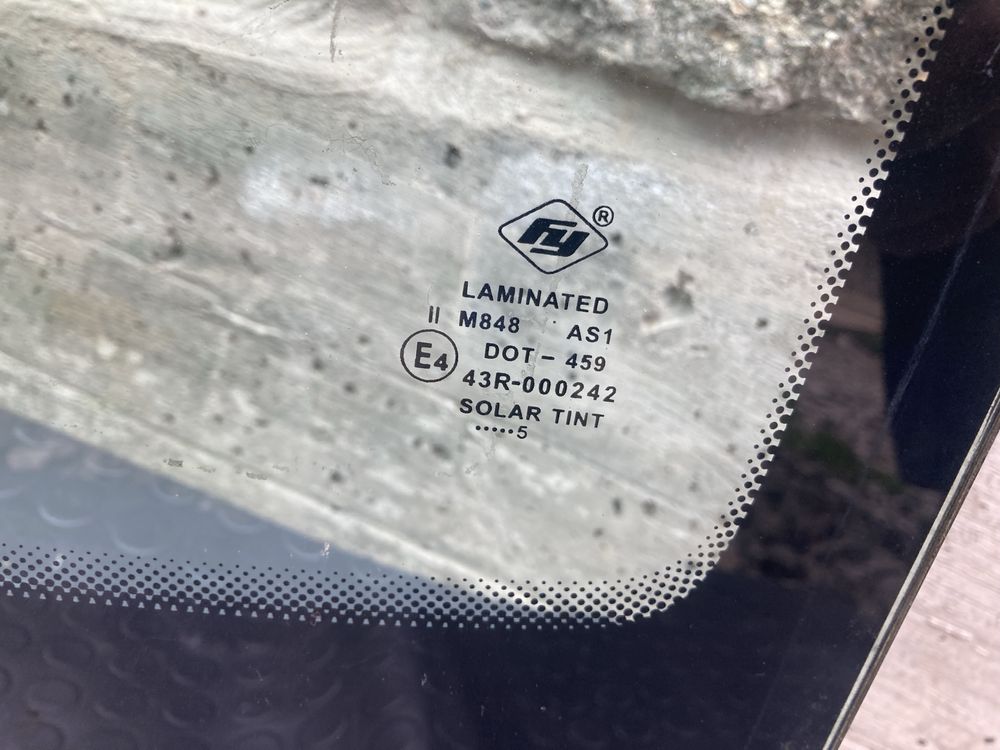 FY ®
LAMINATED
II M848 AS1
E4 DOT – 459
43R-000242
SOLAR TINT
.....5